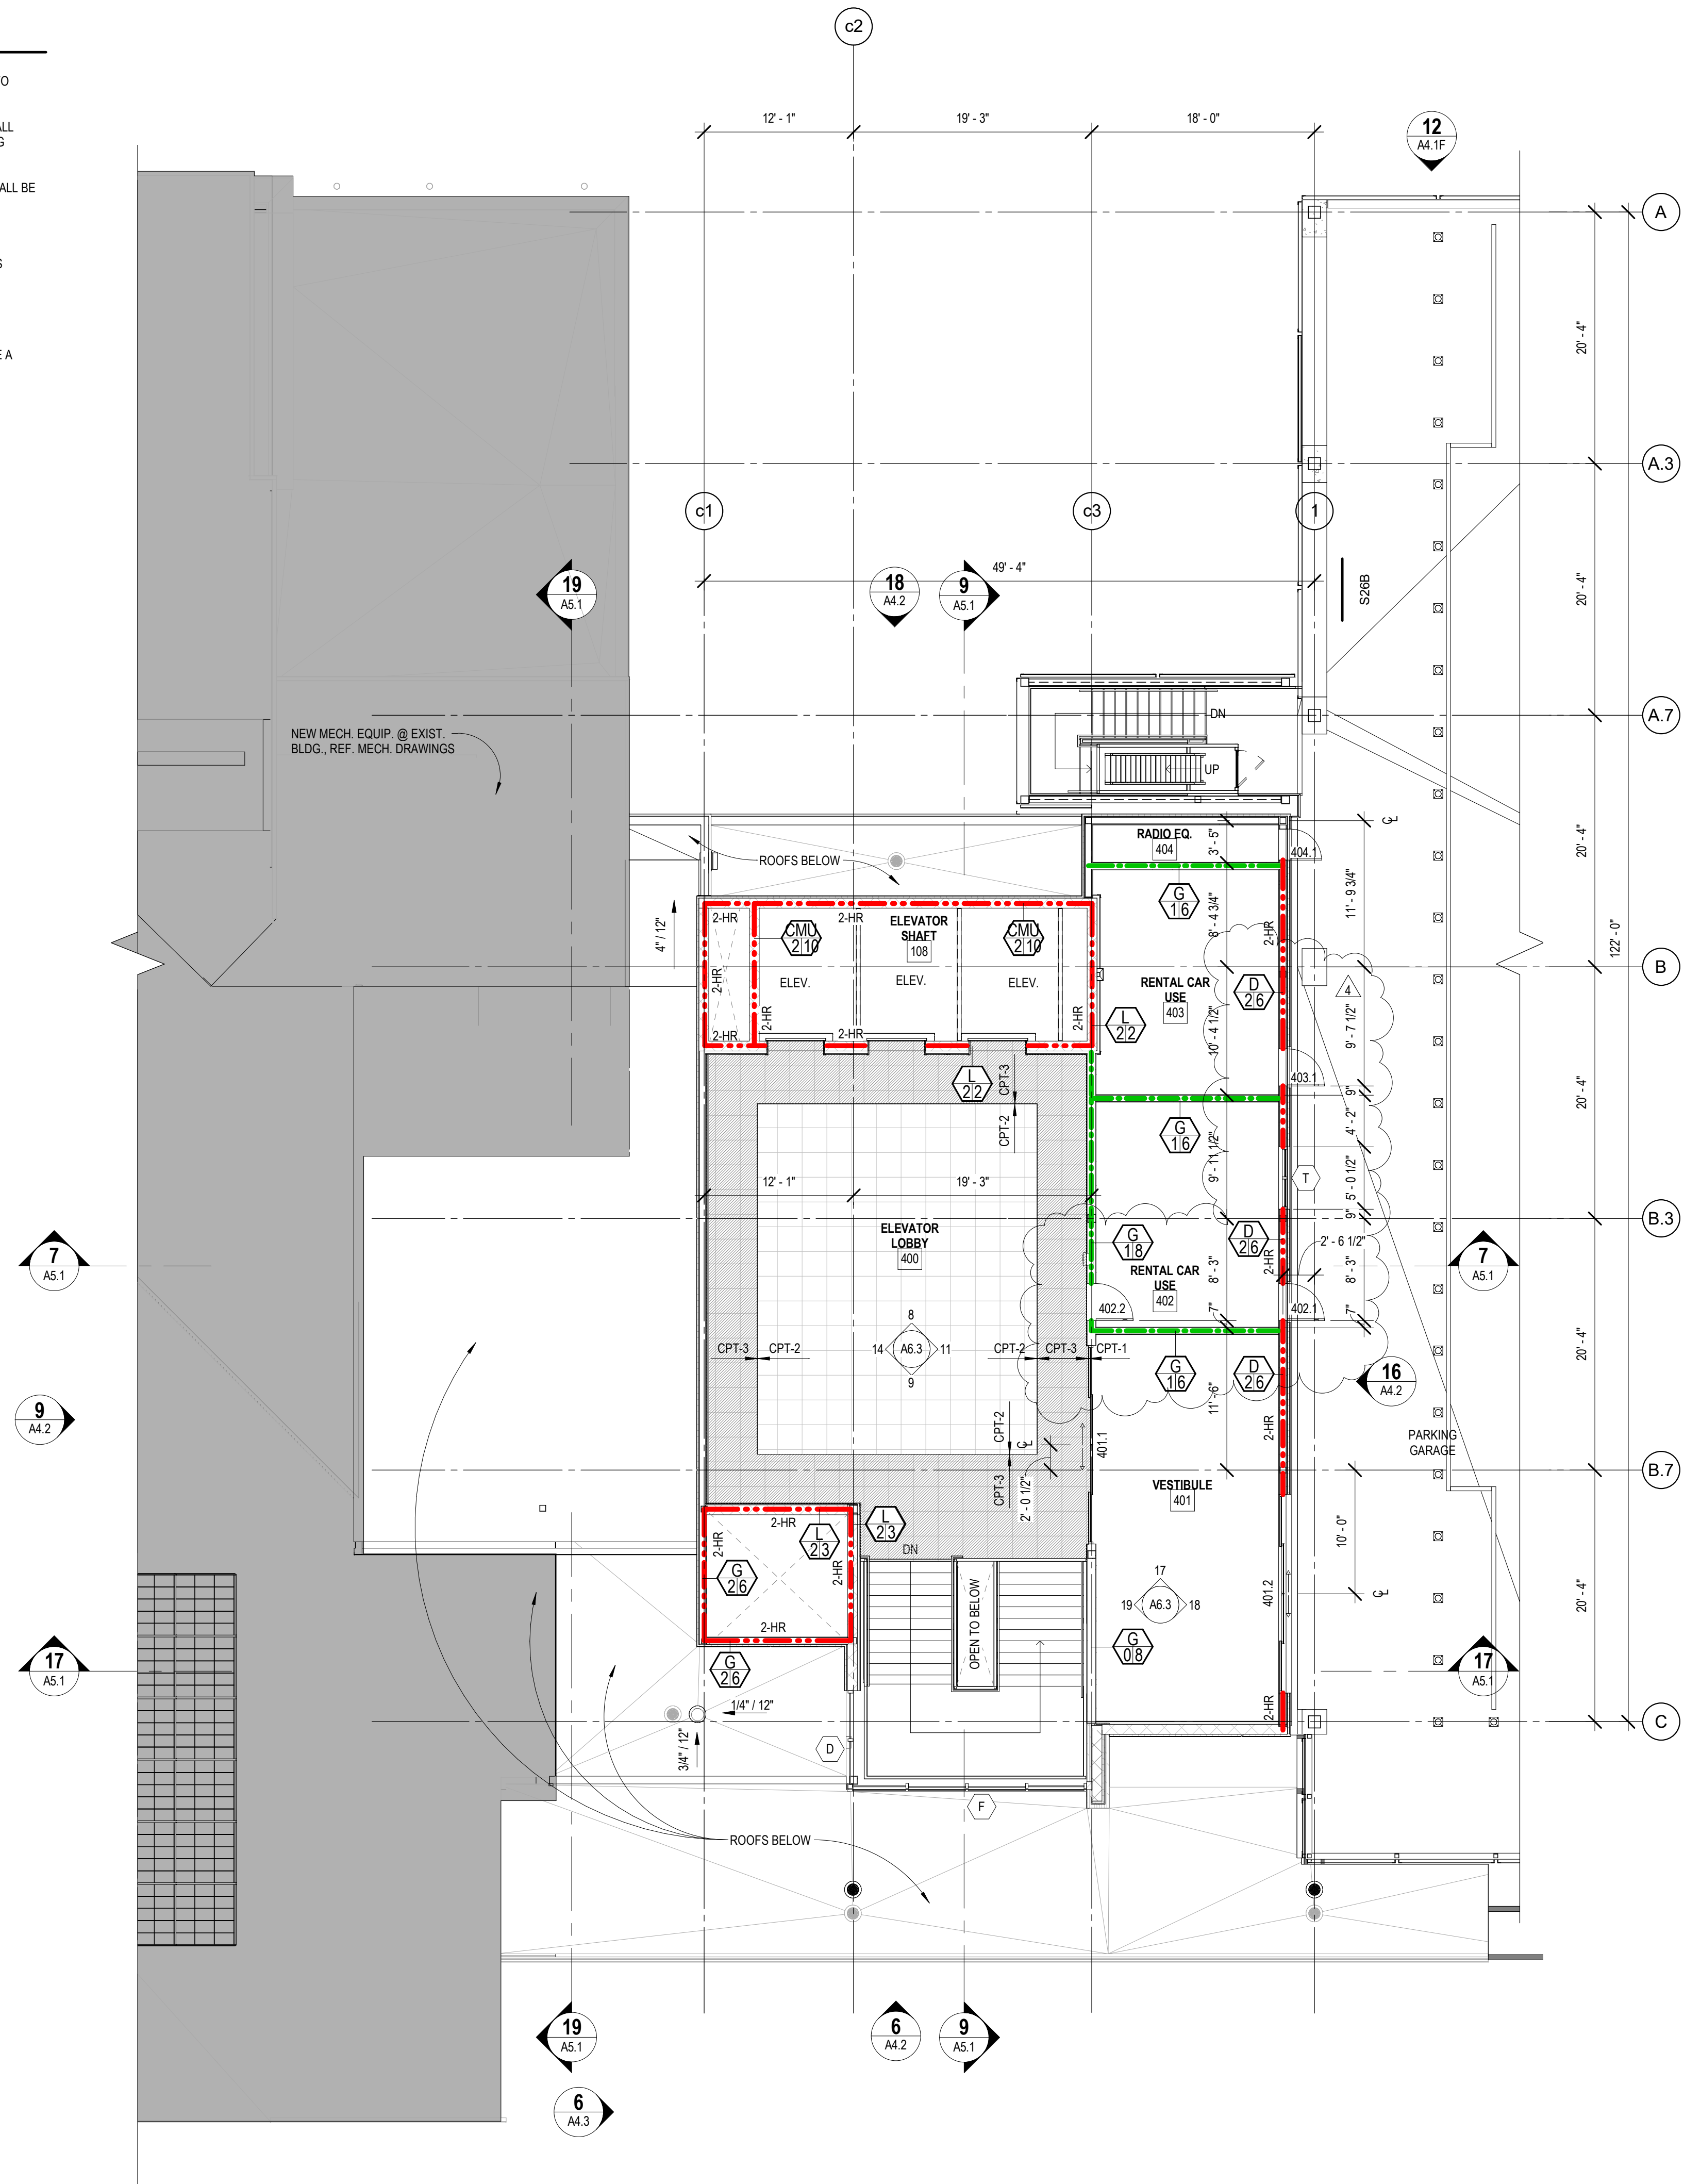 O
ALL
G
ALL BE
S
E A
c2
12' - 1"
19' - 3"
18' - 0"
12
A4.1F
A
20' - 4"
A.3
c1
c3
1
49' - 4"
19
A5.1
18
A4.2
9
A5.1
S26B
20' - 4"
122' - 0"
A.7
NEW MECH. EQUIP. @ EXIST.
BLDG., REF. MECH. DRAWINGS
DN
UP
ROOFS BELOW
RADIO EQ.
404
3' - 5"
404.1
CL
20' - 4"
11' - 9 3/4"
G
1 6
8' - 4 3/4"
4" / 12"
2-HR
2-HR
2-HR
2-HR
2-HR
2-HR
2-HR
2-HR
CMU
2 10
ELEVATOR
SHAFT
108
CMU
2 10
ELEV.
ELEV.
ELEV.
B
RENTAL CAR
USE
403
D
2 6
4
L
2 2
10' - 4 1/2"
9' - 7 1/2"
403.1
9"
L
2 2
CPT-3
CPT-2
G
1 6
4' - 2"
20' - 4"
9' - 11 1/2"
T
5' - 0 1/2"
9"
12' - 1"
19' - 3"
B.3
ELEVATOR
LOBBY
400
G
1 8
D
2 6
2-HR
2' - 6 1/2"
7
A5.1
7
A5.1
RENTAL CAR
USE
402
8' - 3"
8' - 3"
402.2
7"
402.1
7"
20' - 4"
8
14
A6.3
11
9
CPT-3
CPT-2
CPT-2
CPT-3
CPT-1
G
1 6
D
2 6
11' - 6"
16
A4.2
9
A4.2
2-HR
PARKING
GARAGE
CPT-2
CPT-3
CL
2' - 0 1/2"
401.1
B.7
VESTIBULE
401
2-HR
2-HR
2-HR
2-HR
L
2 3
L
2 3
G
2 6
G
2 6
DN
OPEN TO BELOW
10' - 0"
CL
401.2
20' - 4"
17
19
A6.3
18
G
0 8
17
A5.1
17
A5.1
1/4" / 12"
3/4" / 12"
2-HR
C
D
F
ROOFS BELOW
19
A5.1
6
A4.2
9
A5.1
6
A4.3